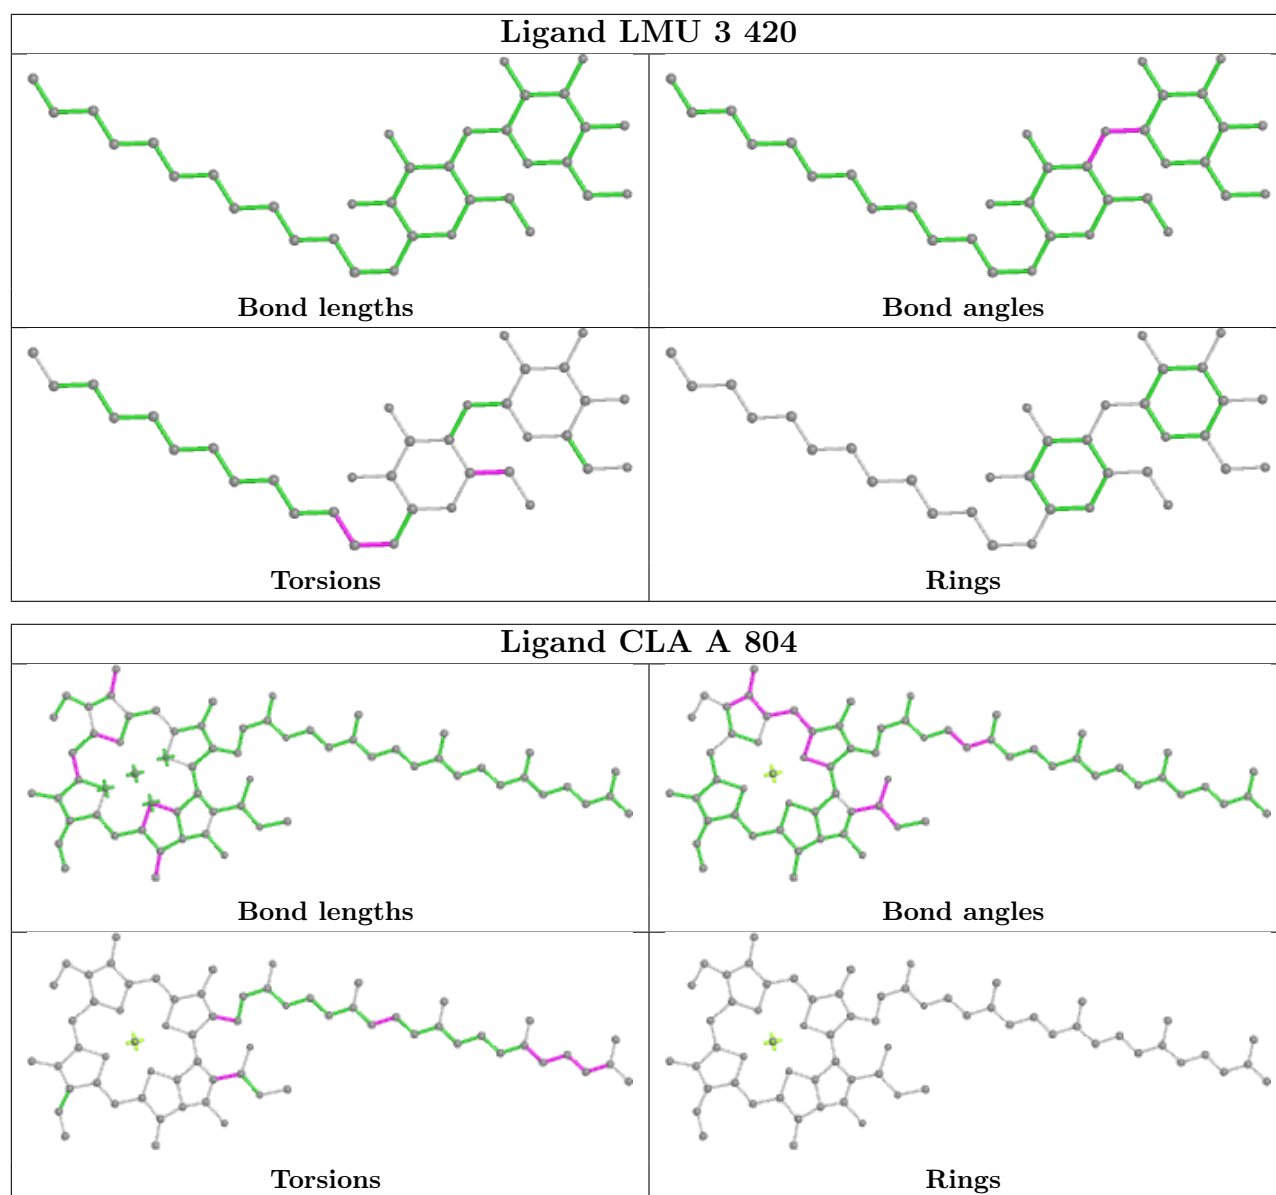 Ligand LMU 3 420
Bond lengths
Bond angles
Torsions
Rings
Ligand CLA A 804
Bond lengths
Bond angles
Torsions
Rings